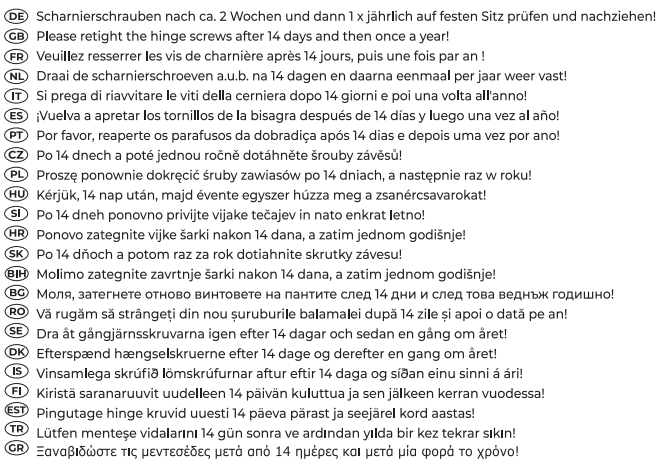 DE Scharnierschrauben nach ca. 2 Wochen und dann 1 x jährlich auf festen Sitz prüfen und nachziehen!
GB Please retight the hinge screws after 14 days and then once a year!
FR Veuillez resserrer les vis de charnière après 14 jours, puis une fois par an !
NL Draai de scharnierschroeven a.u.b. na 14 dagen en daarna eenmaal per jaar weer vast!
IT Si prega di riavvitare le viti della cerniera dopo 14 giorni e poi una volta all'anno!
ES ¡Vuelva a apretar los tornillos de la bisagra después de 14 días y luego una vez al año!
PT Por favor, reaperte os parafusos da dobradiça após 14 dias e depois uma vez por ano!
CZ Po 14 dnech a poté jednou ročně dotáhněte šrouby závěsů!
PL Proszę ponownie dokręcić śruby zawiasów po 14 dniach, a następnie raz w roku!
HU Kérjük, 14 nap után, majd évente egyszer húzza meg a zsanércsavarokat!
SI Po 14 dneh ponovno privijte vijake tečajev in nato enkrat letno!
HR Ponovo zategnite vijke šarki nakon 14 dana, a zatim jednom godišnje!
SK Po 14 dňoch a potom raz za rok dotiahnite skrutky závesu!
BIH Molimo zategnite zavrtnje šarki nakon 14 dana, a zatim jednom godišnje!
BG Моля, затегнете отново винтовете на пантите след 14 дни и след това веднъж годишно!
RO Vă rugăm să strângeți din nou șuruburile balamalei după 14 zile și apoi o dată pe an!
SE Dra åt gångjärnsskruvarna igen efter 14 dagar och sedan en gång om året!
DK Efterspænd hængselskruerne efter 14 dage og derefter en gang om året!
IS Vinsamlega skrúfið lömskrúfurnar aftur eftir 14 daga og síðan einu sinni á ári!
FI Kiristä saranaruuvit uudelleen 14 päivän kuluttua ja sen jälkeen kerran vuodessa!
EST Pingutage hinge kruvid uuesti 14 päeva pärast ja seejärel kord aastas!
TR Lütfen menteşe vidalarını 14 gün sonra ve ardından yılda bir kez tekrar sıkın!
GR Ξαναβιδώστε τις μεντεσέδες μετά από 14 ημέρες και μετά μία φορά το χρόνο!